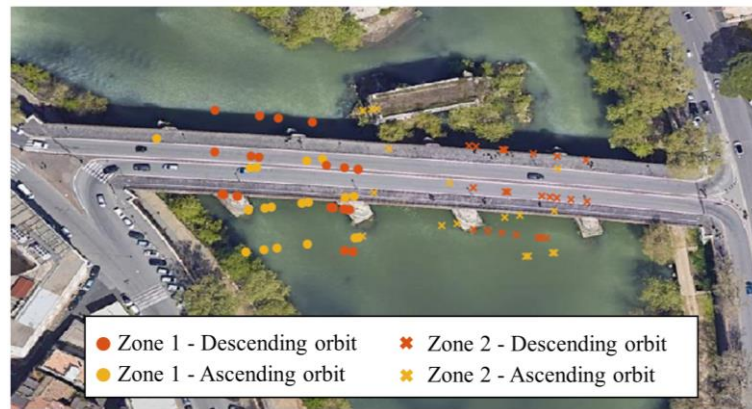 Zone 1 - Descending orbit
Zone 2 - Descending orbit
Zone 1 - Ascending orbit
Zone 2 - Ascending orbit